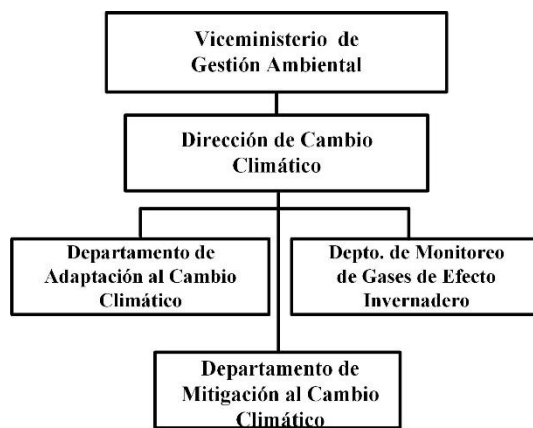 Viceministerio de
Gestión Ambiental
Dirección de Cambio
Climático
Departamento de
Adaptación al Cambio
Climático
Depto. de Monitoreo
de Gases de Efecto
Invernadero
Departamento de
Mitigación al Cambio
Climático